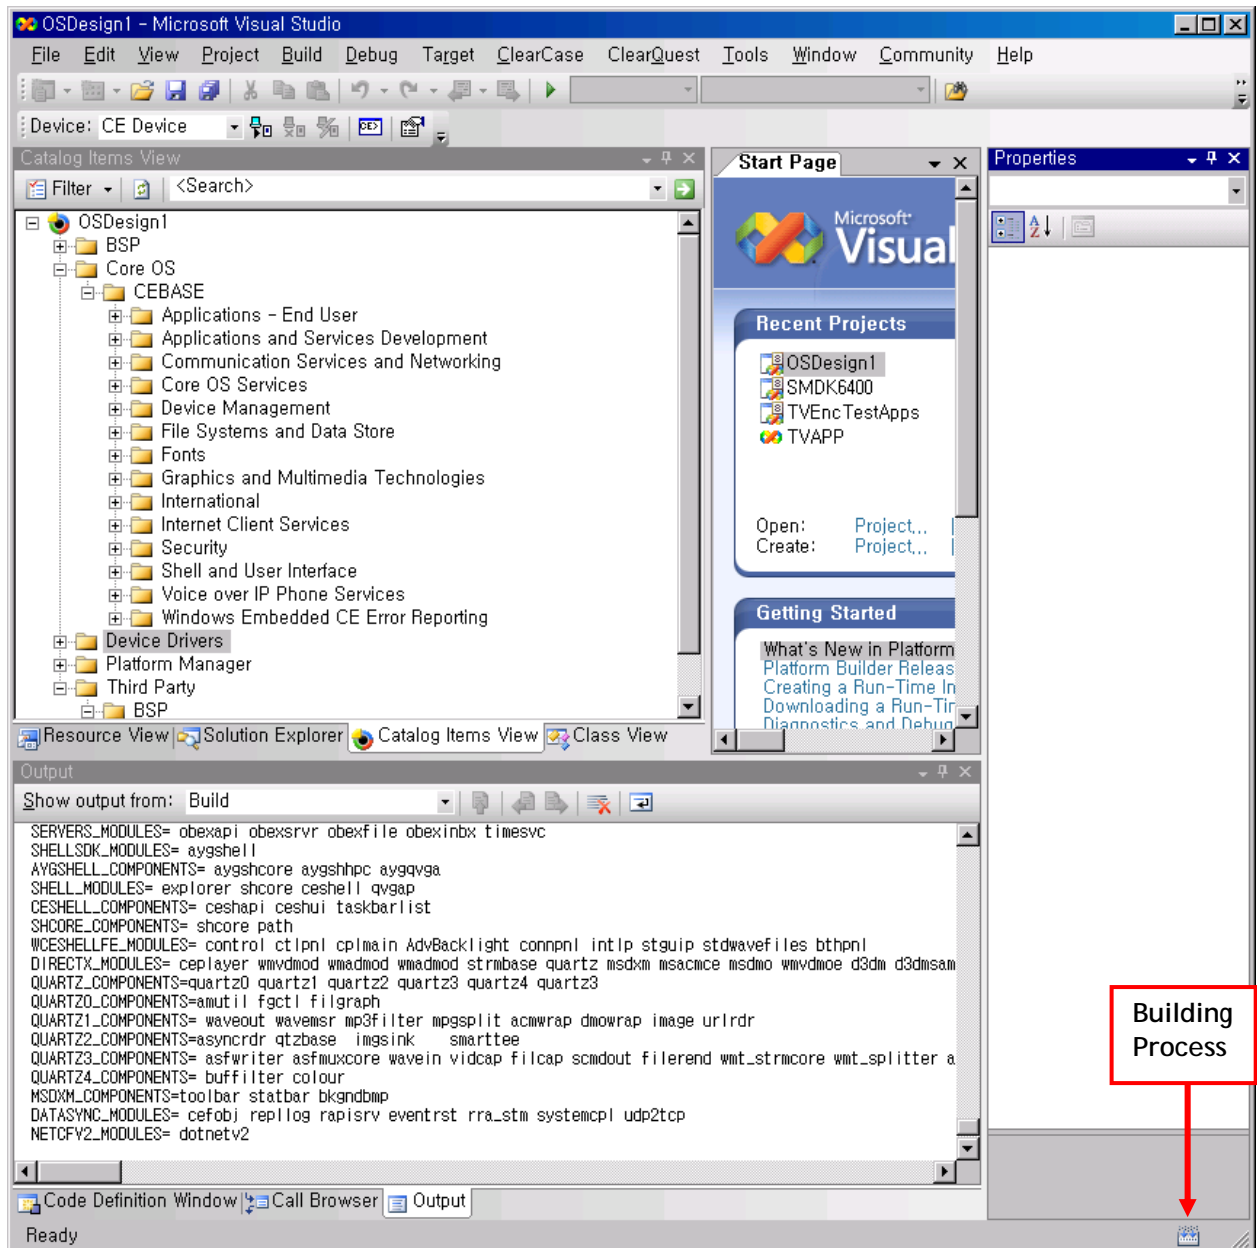 OSDesign1 - Microsoft Visual Studio
File Edit View Project Build Debug Target ClearCase ClearQuest Tools Window Community Help
Device: CE Device
Catalog Items View
Filter <Search>
OSDesign1
BSP
Core OS
CEBASE
Applications - End User
Applications and Services Development
Communication Services and Networking
Core OS Services
Device Management
File Systems and Data Store
Fonts
Graphics and Multimedia Technologies
International
Internet Client Services
Security
Shell and User Interface
Voice over IP Phone Services
Windows Embedded CE Error Reporting
Device Drivers
Platform Manager
Third Party
BSP
Resource View Solution Explorer Catalog Items View Class View
Start Page
Microsoft
Visual
Recent Projects
OSDesign1
SMDK6400
TVEncTestApps
TVAPP
Open: Project...
Create: Project...
Getting Started
What's New in Platform
Platform Builder Releas
Creating a Run-Time In
Downloading a Run-Tim
Diagnostics and Debug
Properties
Output
Show output from: Build
SERVERS_MODULES= obexapi obexsrvr obexfile obexinbx timesvc
SHELLSDK_MODULES= aygshell
AYGSHELL_COMPONENTS= aygshcore aygshhpc aygqvga
SHELL_MODULES= explorer shcore ceshell qvgap
CESHELL_COMPONENTS= ceshapi ceshui taskbarlist
SHCORE_COMPONENTS= shcore path
WCESHELLFE_MODULES= control ctlpnl cplmain AdvBacklight connpnl intlp stguip stdwavefiles bthpnl
DIRECTX_MODULES= ceplayer wmvdmod wmadmod wmadmod strmbase quartz msdxm msacmce msdmo wmvdmoe d3dm d3dmsam
QUARTZ_COMPONENTS=quartz0 quartz1 quartz2 quartz3 quartz4 quartz3
QUARTZ0_COMPONENTS=amutil fgctl filgraph
QUARTZ1_COMPONENTS= waveout wavemsr mp3filter mpgsplit acmwrap dmowrap image urlrdr
QUARTZ2_COMPONENTS=asyncrdr qtzbase imgsink smarttee
QUARTZ3_COMPONENTS= asfwriter asfmuxcore wavein vidcap filcap scmdout filerend wmt_strmcore wmt_splitter a
QUARTZ4_COMPONENTS= buffilter colour
MSDXM_COMPONENTS=toolbar statbar bkgndbmp
DATASYNC_MODULES= cefobj repllog rapisrv eventrst rra_stm systemcpl udp2tcp
NETCFV2_MODULES= dotnetv2
Code Definition Window Call Browser Output
Ready
Building
Process